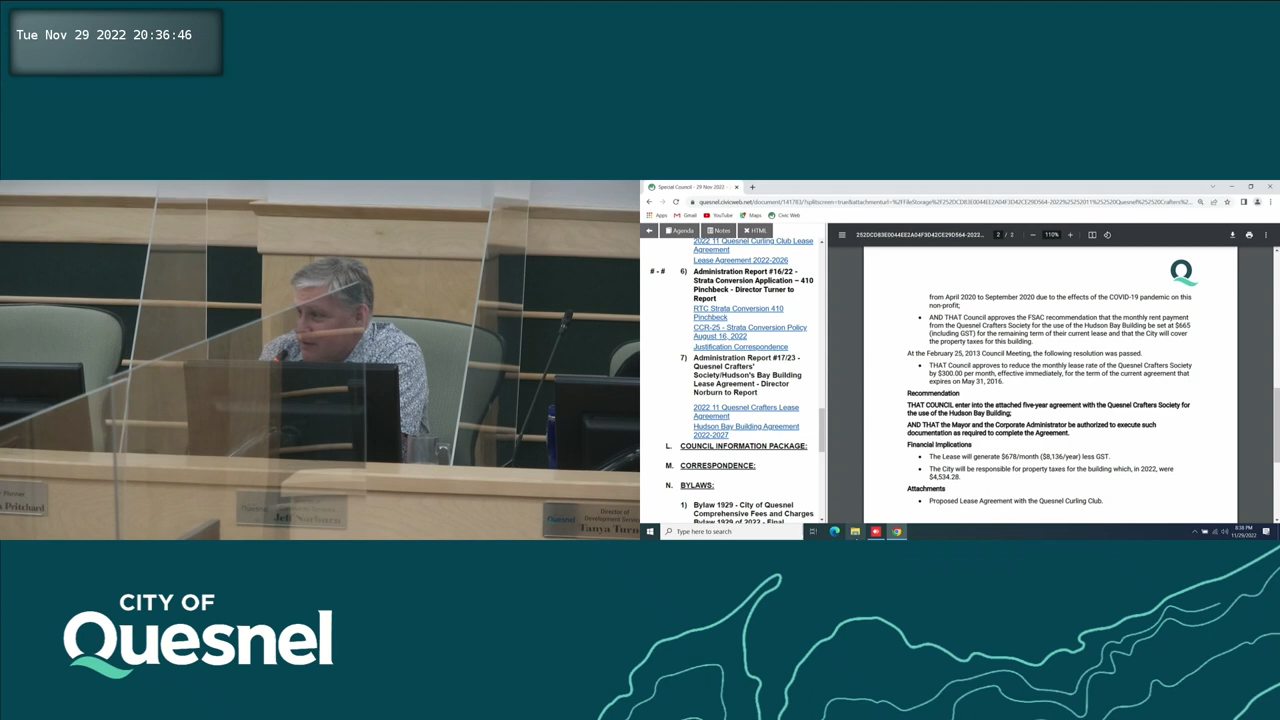 Tue Nov 29 2022 20:36:46
Special Council - 29 Nov 2022 -
Apps
Gmail
YouTube
Maps
Civic Web
Agenda
Notes
HTML
2022 11 Quesnel Curling Club Lease
Agreement
Lease Agreement 2022-2026
# - #
6) Administration Report #16/22 -
Strata Conversion Application – 410
Pinchbeck - Director Turner to
Report
RTC Strata Conversion 410
Pinchbeck
CCR-25 - Strata Conversion Policy
August 16, 2022
Justification Correspondence
7) Administration Report #17/23 -
Quesnel Crafters'
Society/Hudson's Bay Building
Lease Agreement - Director
Norburn to Report
2022 11 Quesnel Crafters Lease
Agreement
Hudson Bay Building Agreement
2022-2027
L. COUNCIL INFORMATION PACKAGE:
M. CORRESPONDENCE:
N. BYLAWS:
1) Bylaw 1929 - City of Quesnel
Comprehensive Fees and Charges
Bylaw 1929 of 2022 - Final
2 / 2
110%
from April 2020 to September 2020 due to the effects of the COVID-19 pandemic on this
non-profit;
• AND THAT Council approves the FSAC recommendation that the monthly rent payment
from the Quesnel Crafters Society for the use of the Hudson Bay Building be set at $665
(including GST) for the remaining term of their current lease and that the City will cover
the property taxes for this building.
At the February 25, 2013 Council Meeting, the following resolution was passed.
• THAT Council approves to reduce the monthly lease rate of the Quesnel Crafters Society
by $300.00 per month, effective immediately, for the term of the current agreement that
expires on May 31, 2016.
Recommendation
THAT COUNCIL enter into the attached five-year agreement with the Quesnel Crafters Society for
the use of the Hudson Bay Building;
AND THAT the Mayor and the Corporate Administrator be authorized to execute such
documentation as required to complete the Agreement.
Financial Implications
• The Lease will generate $678/month ($8,136/year) less GST.
• The City will be responsible for property taxes for the building which, in 2022, were
$4,534.28.
Attachments
• Proposed Lease Agreement with the Quesnel Curling Club.
Type here to search
8:38 PM
11/29/2022
Pritchard
Jeff Norburn
Director of
Development
Tanya Turn
CITY OF
Quesnel